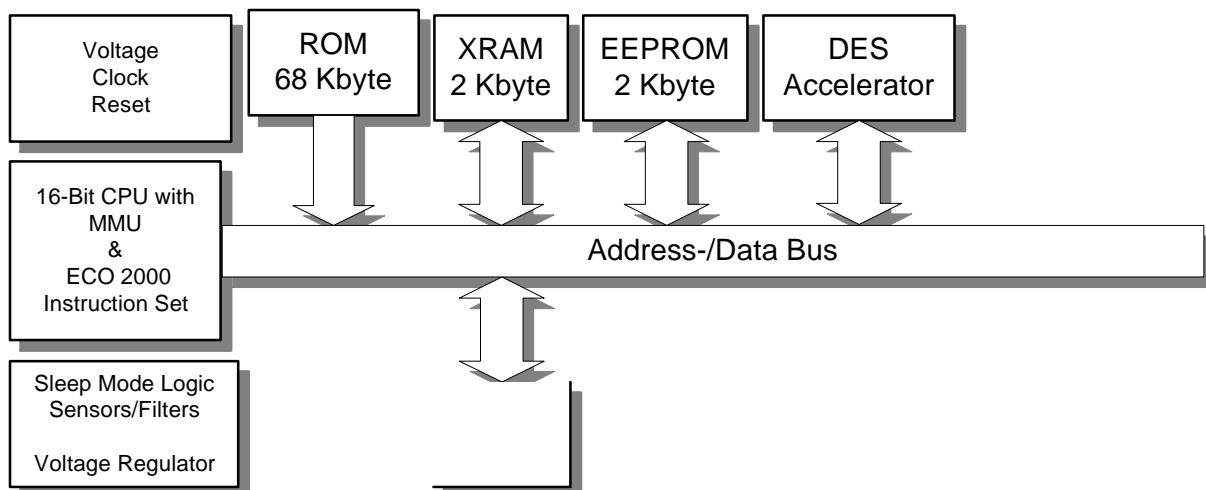 Voltage
Clock
Reset
ROM
68 Kbyte
XRAM
2 Kbyte
EEPROM
2 Kbyte
DES
Accelerator
16-Bit CPU with
MMU
&
ECO 2000
Instruction Set
Address-/Data Bus
Sleep Mode Logic
Sensors/Filters
Voltage Regulator